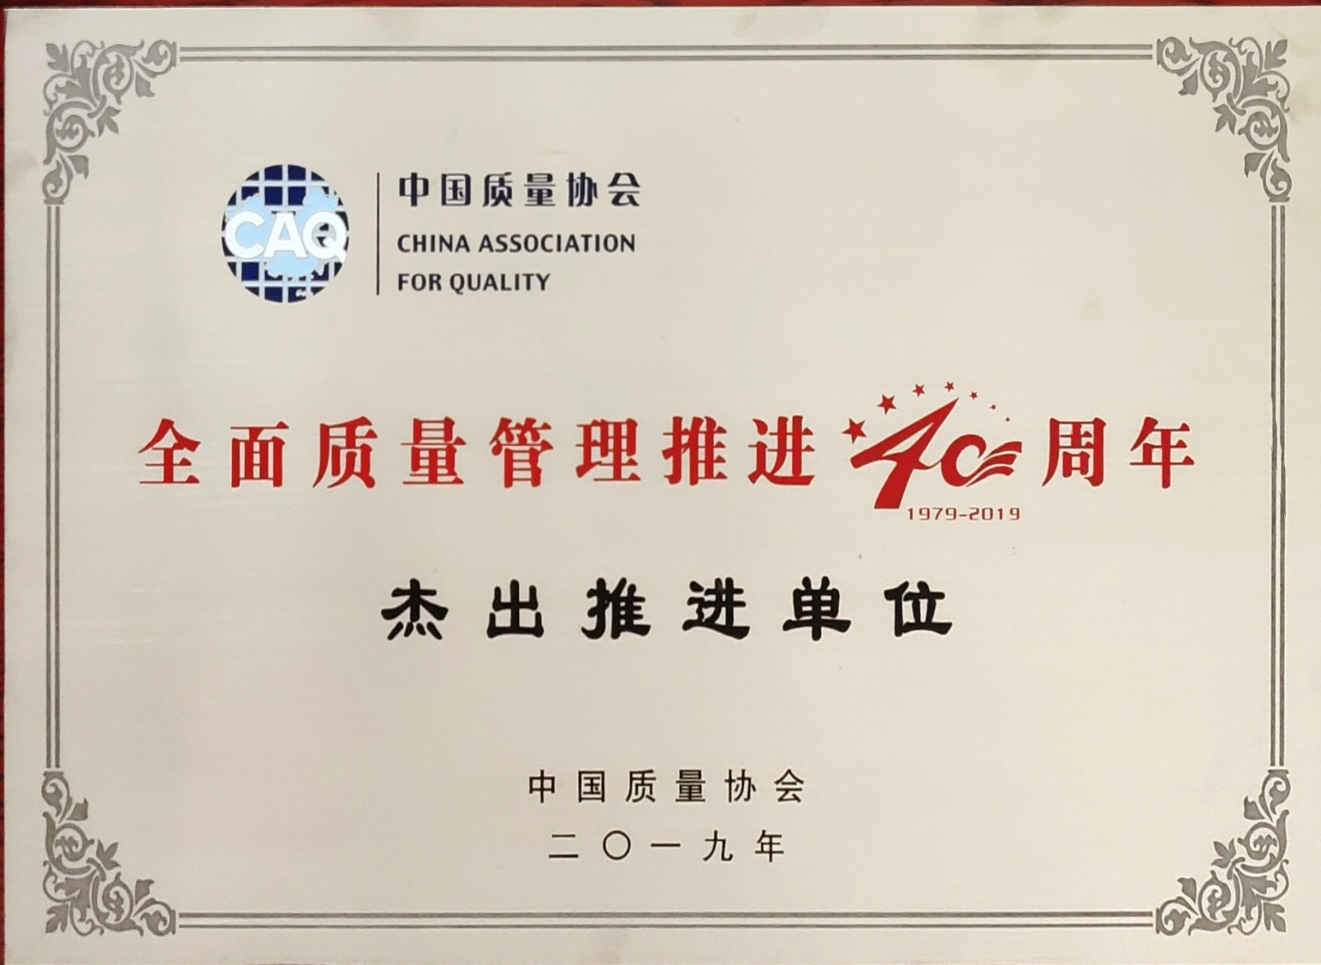 CAQ
中国质量协会
CHINA ASSOCIATION
FOR QUALITY
全面质量管理推进40周年
1979-2019
杰出推进单位
中国质量协会
二〇一九年